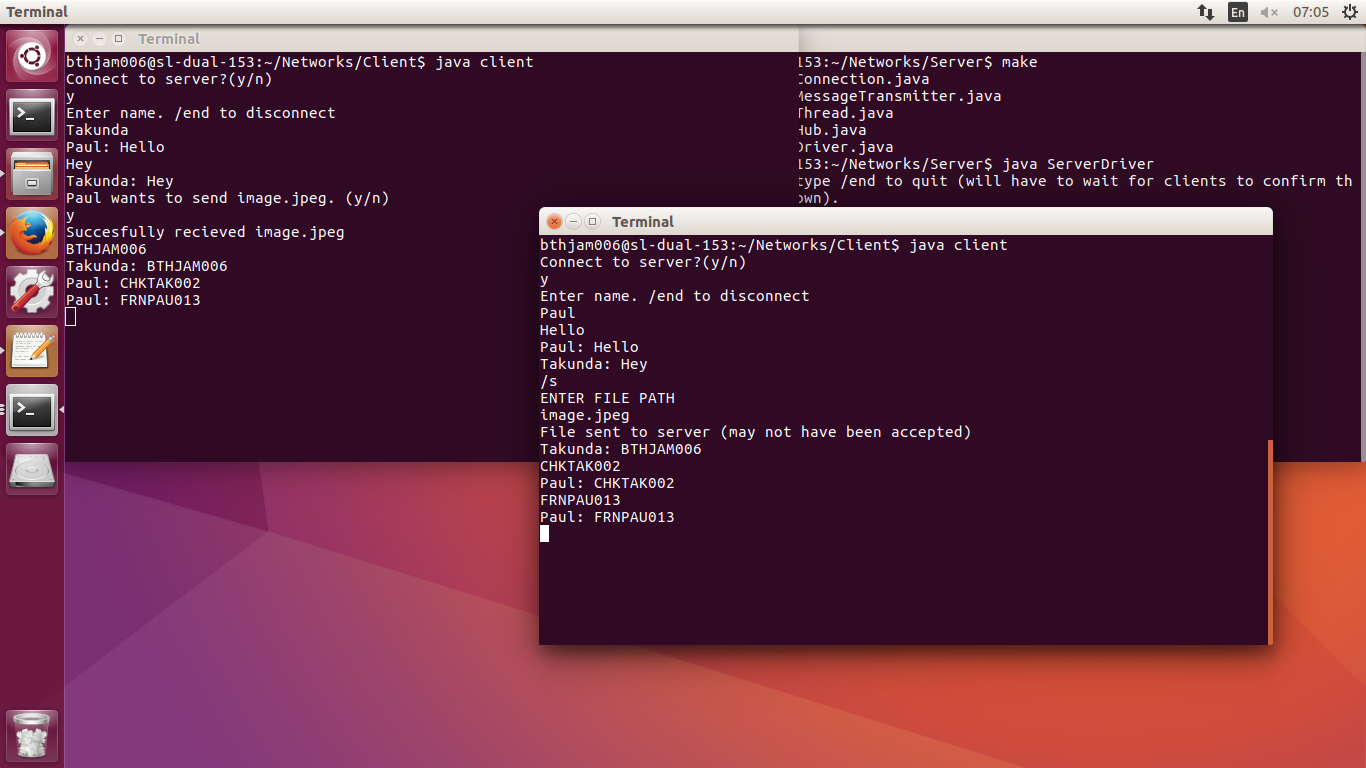 Terminal
En
07:05
Terminal
bthjam006@sl-dual-153:~/Networks/Client$ java client
Connect to server?(y/n)
y
Enter name. /end to disconnect
Takunda
Paul: Hello
Hey
Takunda: Hey
Paul wants to send image.jpeg. (y/n)
y
Succesfully recieved image.jpeg
BTHJAM006
Takunda: BTHJAM006
Paul: CHKTAK002
Paul: FRNPAU013
153:~/Networks/Server$ make
Connection.java
MessageTransmitter.java
Thread.java
Hub.java
Driver.java
153:~/Networks/Server$ java ServerDriver
type /end to quit (will have to wait for clients to confirm th
own).
Terminal
bthjam006@sl-dual-153:~/Networks/Client$ java client
Connect to server?(y/n)
y
Enter name. /end to disconnect
Paul
Hello
Paul: Hello
Takunda: Hey
/s
ENTER FILE PATH
image.jpeg
File sent to server (may not have been accepted)
Takunda: BTHJAM006
CHKTAK002
Paul: CHKTAK002
FRNPAU013
Paul: FRNPAU013